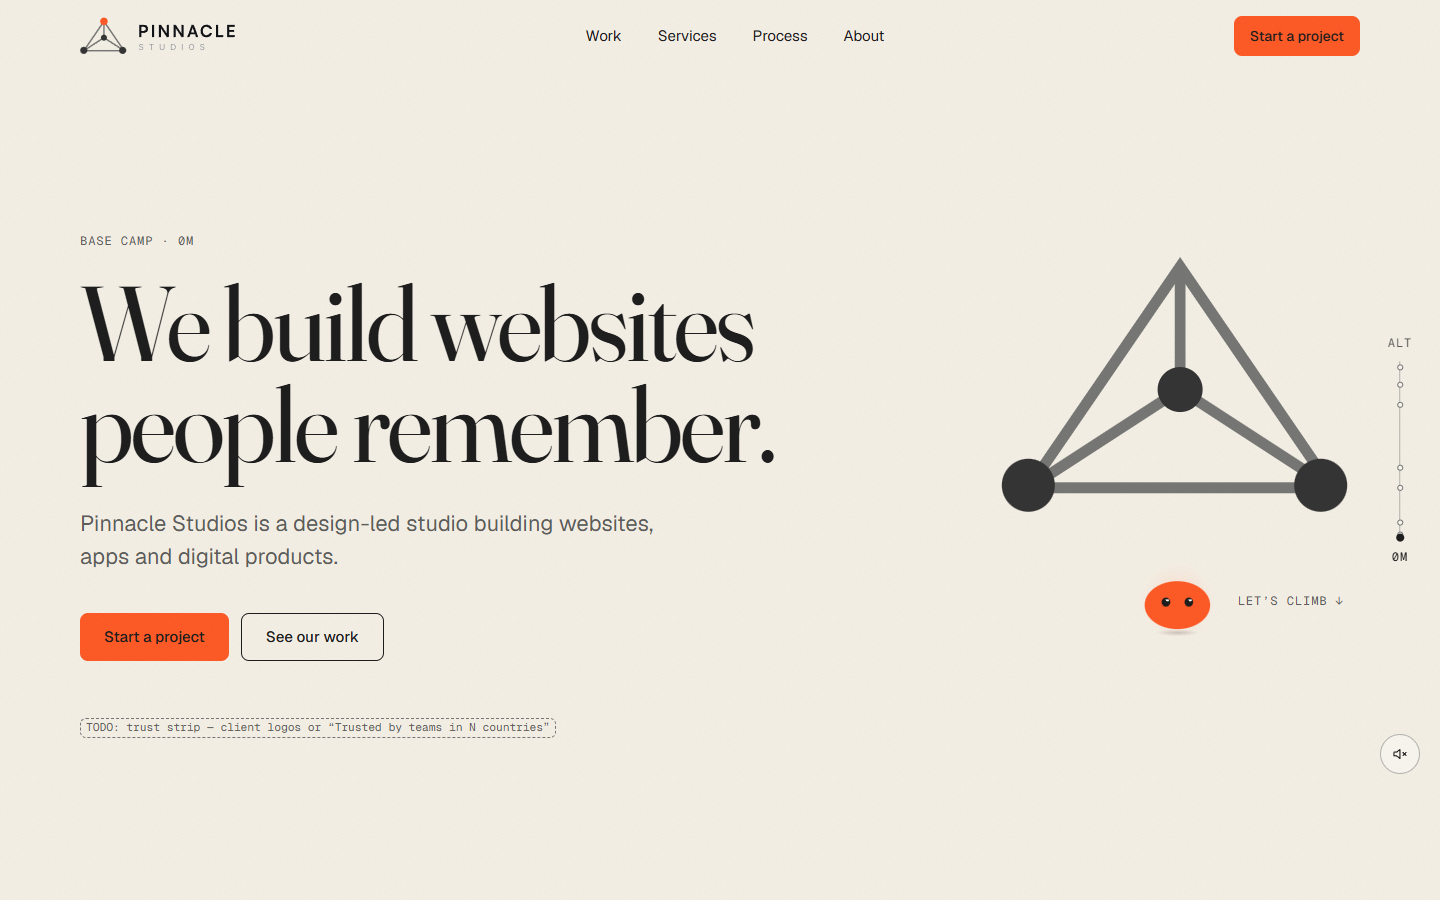 PINNACLE
STUDIOS
Work
Services
Process
About
Start a project
BASE CAMP · 0M
We build websites
people remember.
Pinnacle Studios is a design-led studio building websites,
apps and digital products.
Start a project
See our work
TODO: trust strip — client logos or “Trusted by teams in N countries”
ALT
0M
LET'S CLIMB ↓